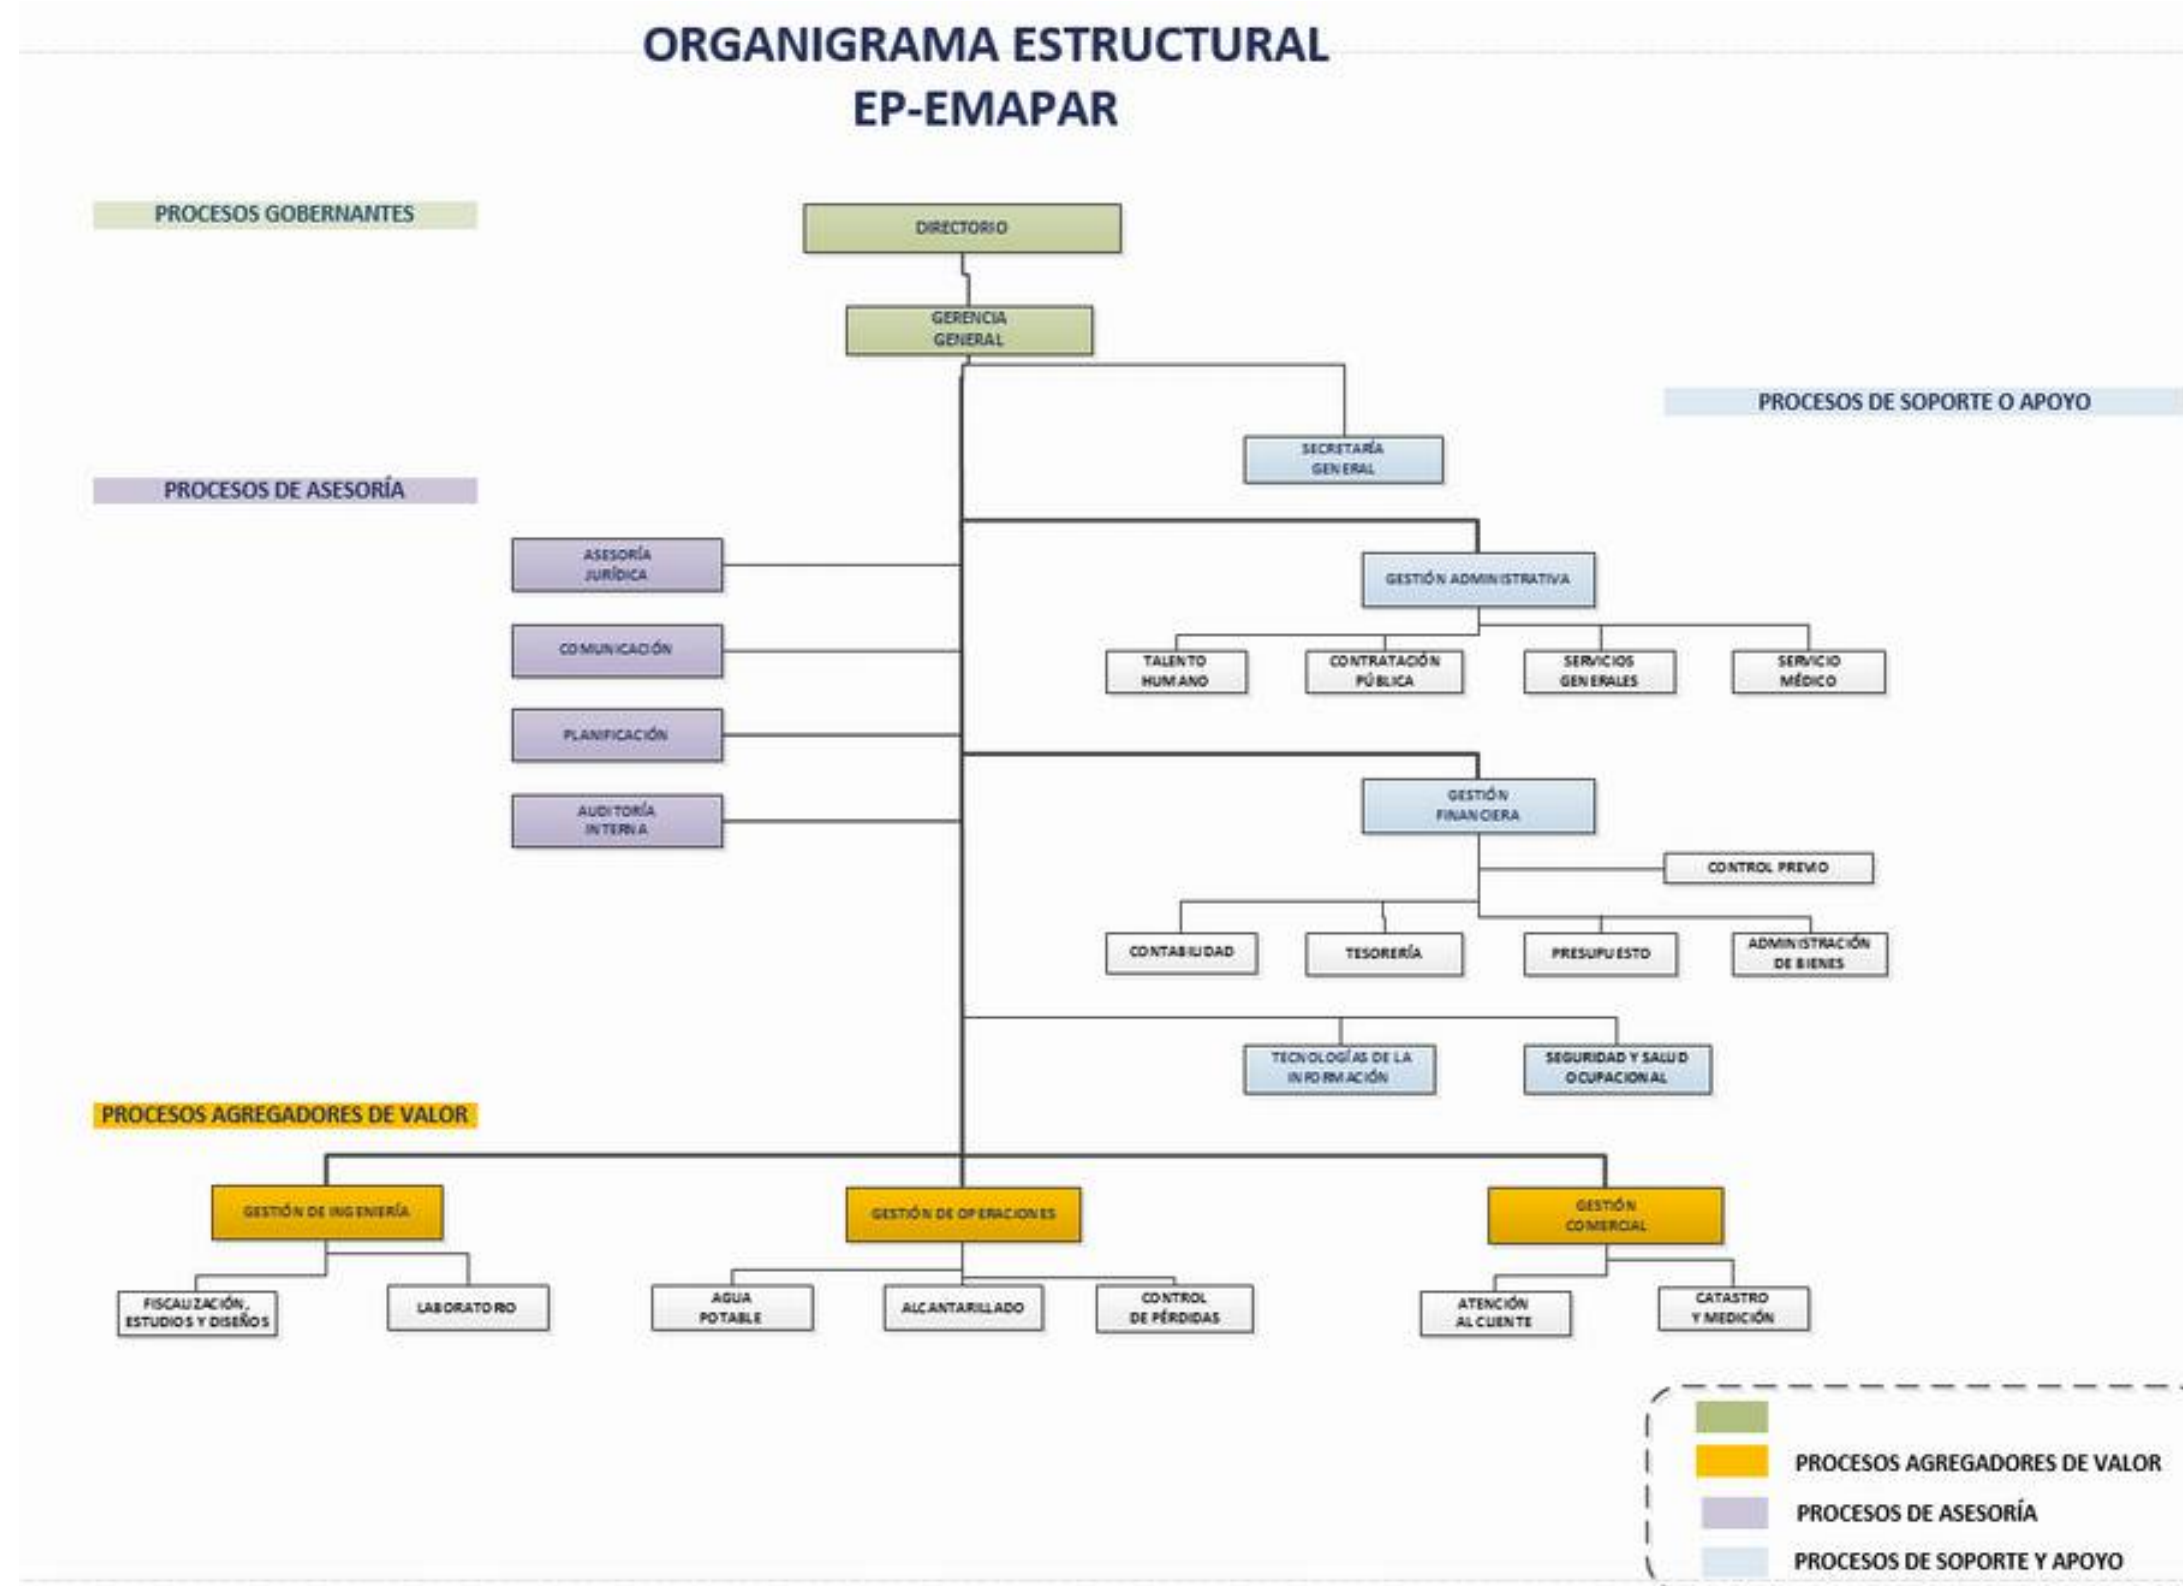 ORGANIGRAMA ESTRUCTURAL
EP-EMAPAR
PROCESOS GOBERNANTES
DIRECTORIO
GERENCIA
GENERAL
PROCESOS DE SOPORTE O APOYO
SECRETARÍA
GENERAL
PROCESOS DE ASESORÍA
ASESORÍA
JURÍDICA
GESTIÓN ADMINISTRATIVA
COMUNICACIÓN
TALENTO
HUMANO
CONTRATACIÓN
PÚBLICA
SERVICIOS
GENERALES
SERVICIO
MÉDICO
PLANIFICACIÓN
GESTIÓN
FINANCIERA
AUDITORÍA
INTERNA
CONTROL PREVIO
CONTABILIDAD
TESORERÍA
PRESUPUESTO
ADMINISTRACIÓN
DE BIENES
TECNOLOGÍAS DE LA
INFORMACIÓN
SEGURIDAD Y SALUD
OCUPACIONAL
PROCESOS AGREGADORES DE VALOR
GESTIÓN DE INGENIERÍA
GESTIÓN DE OPERACIONES
GESTIÓN
COMERCIAL
FISCALIZACIÓN,
ESTUDIOS Y DISEÑOS
LABORATORIO
AGUA
POTABLE
ALCANTARILLADO
CONTROL
DE PÉRDIDAS
ATENCIÓN
AL CLIENTE
CATASTRO
Y MEDICIÓN
PROCESOS AGREGADORES DE VALOR
PROCESOS DE ASESORÍA
PROCESOS DE SOPORTE Y APOYO